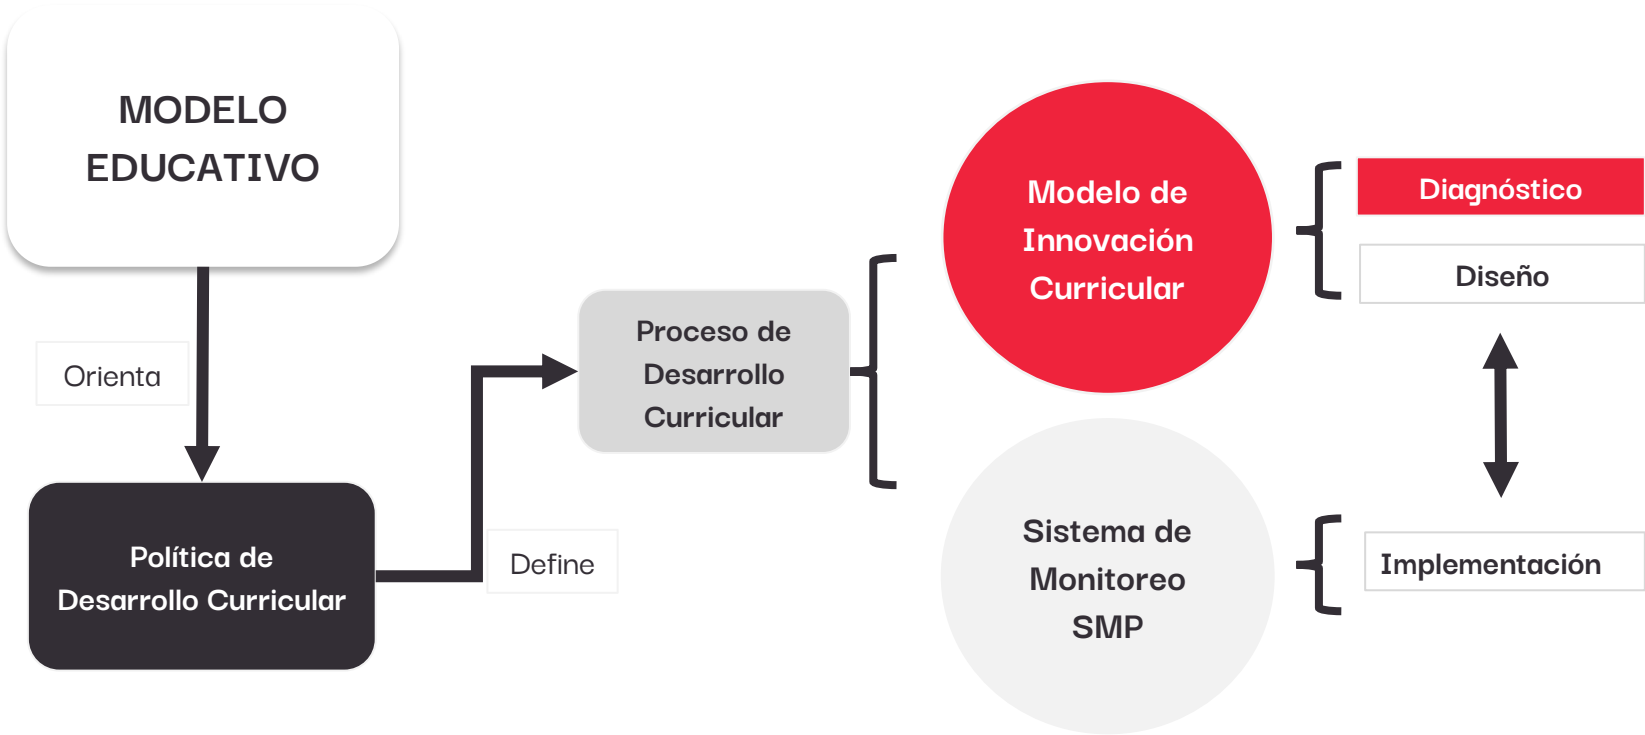 MODELO
EDUCATIVO
Orienta
Política de
Desarrollo Curricular
Define
Proceso de
Desarrollo
Curricular
Modelo de
Innovación
Curricular
Diagnóstico
Diseño
Sistema de
Monitoreo
SMP
Implementación